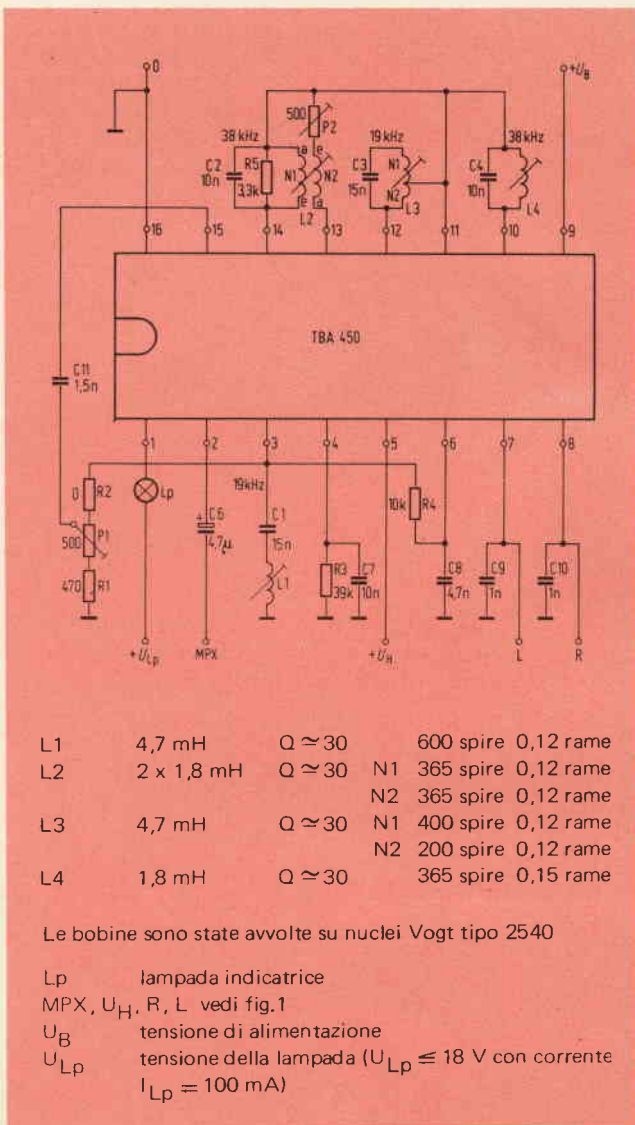 0
+U_B
500
P2
38 kHz
19 kHz
38 kHz
C2
10n
R5
3,3k
a e
N1 N2
e a
L2
C3
15n
N1
N2
L3
C4
10n
L4
16 15 14 13 12 11 10 9
C11
1,5n
TBA 450
1 2 3 4 5 6 7 8
0 R2
Lp
500
P1
470 R1
+ C6
4,7µ
19kHz
C1
15n
L1
R3
39k
C7
10n
10k R4
C8
4,7n
C9
1n
C10
1n
+U_Lp MPX +U_H L R
L1 4,7 mH Q ≃ 30 600 spire 0,12 rame
L2 2 x 1,8 mH Q ≃ 30 N1 365 spire 0,12 rame
N2 365 spire 0,12 rame
L3 4,7 mH Q ≃ 30 N1 400 spire 0,12 rame
N2 200 spire 0,12 rame
L4 1,8 mH Q ≃ 30 365 spire 0,15 rame
Le bobine sono state avvolte su nuclei Vogt tipo 2540
Lp lampada indicatrice
MPX, U_H, R, L vedi fig.1
U_B tensione di alimentazione
U_Lp tensione della lampada (U_Lp ≤ 18 V con corrente
I_Lp = 100 mA)